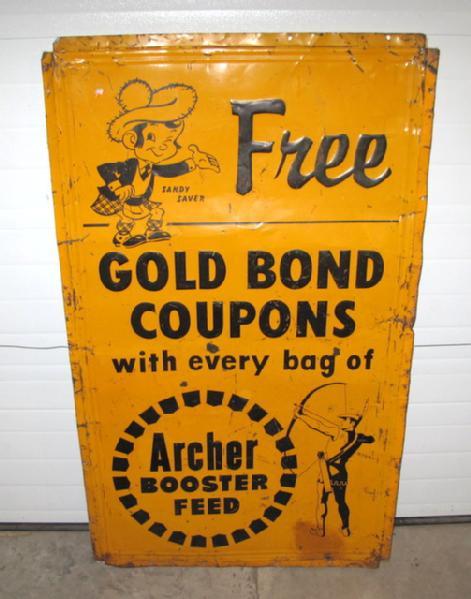 Free
SANDY
SAVER
GOLD BOND
COUPONS
with every bag of
Archer
BOOSTER
FEED